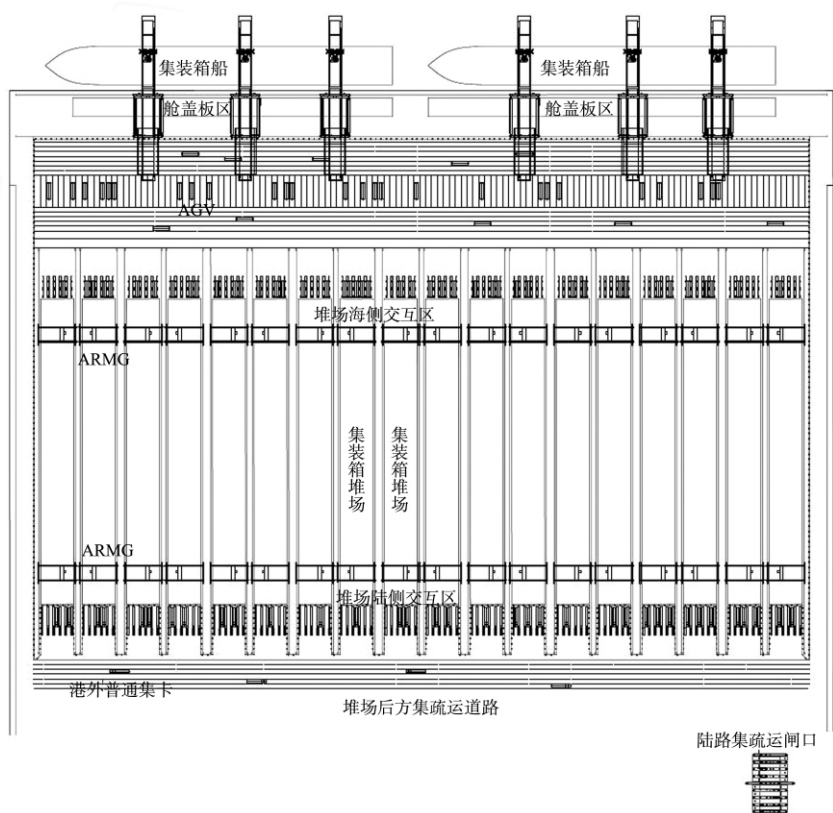 集装箱船
集装箱船
舱盖板区
舱盖板区
AGV
堆场海侧交互区
ARMG
集装箱堆场
集装箱堆场
ARMG
堆场陆侧交互区
港外普通集卡
堆场后方集疏运道路
陆路集疏运闸口